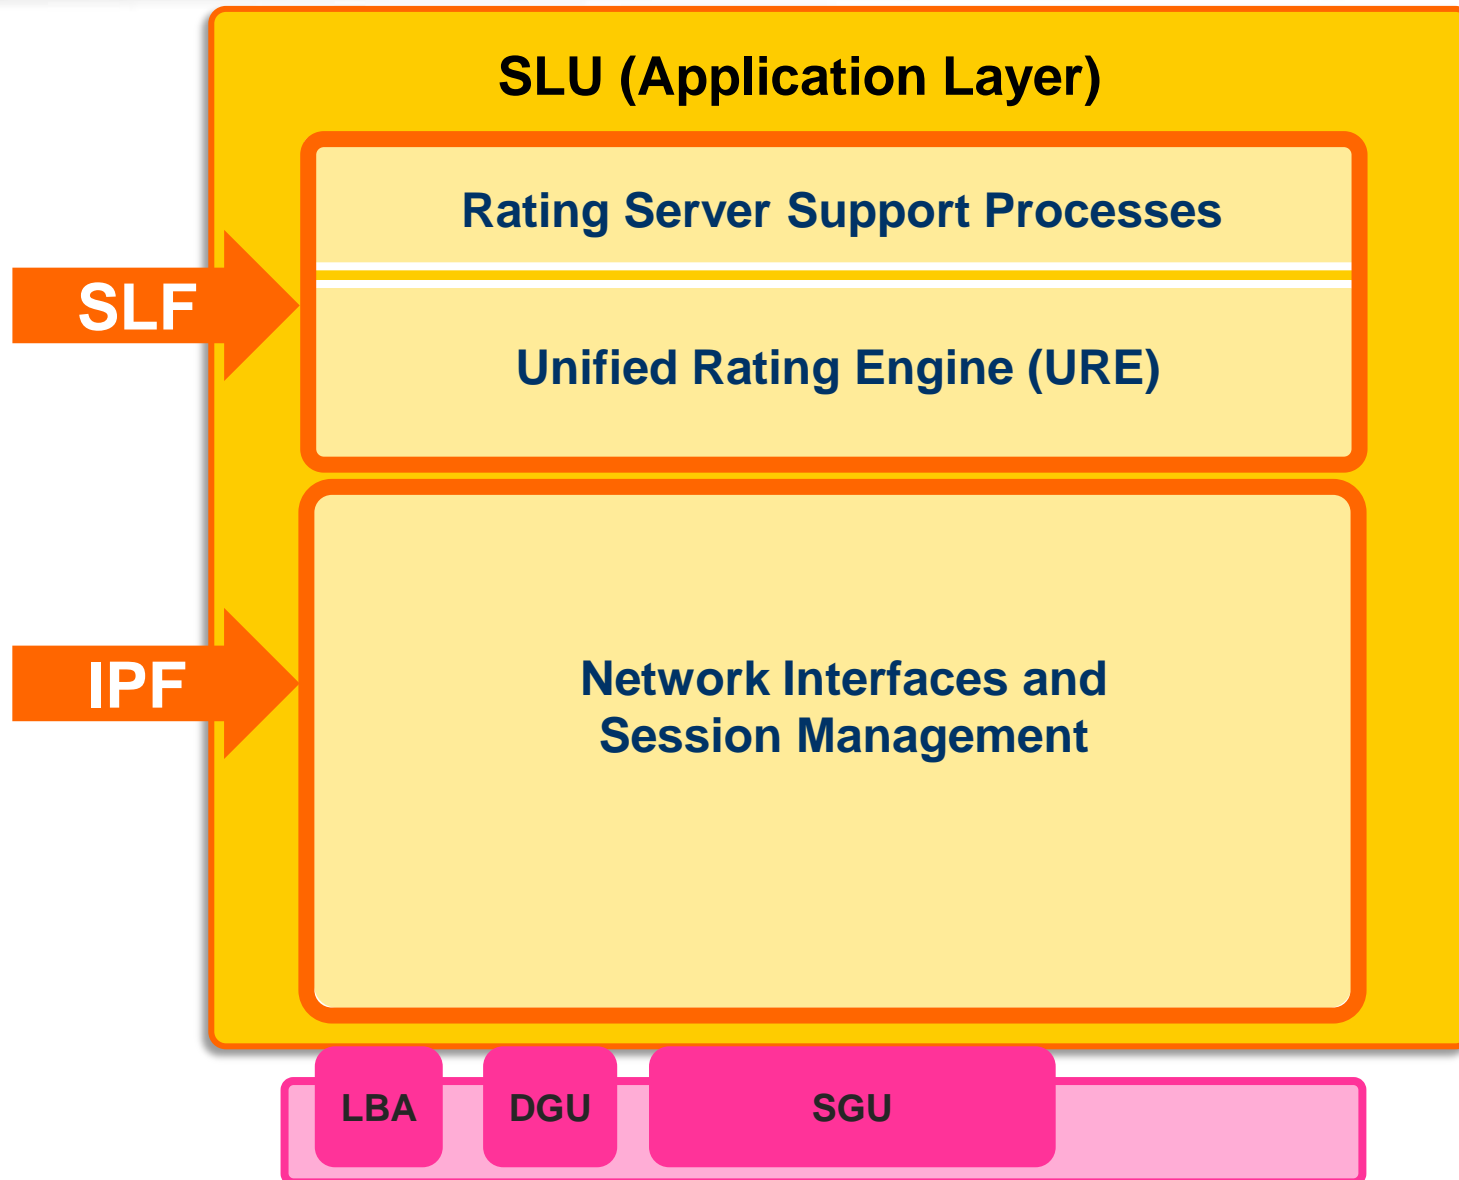 SLU (Application Layer)
Rating Server Support Processes
SLF
Unified Rating Engine (URE)
IPF
Network Interfaces and
Session Management
LBA
DGU
SGU